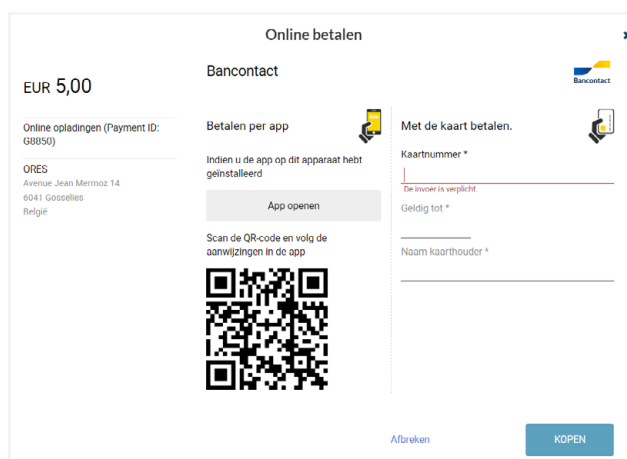 Online betalen
EUR 5,00
Online opladingen (Payment ID:
G8850)
ORES
Avenue Jean Mermoz 14
6041 Gosselies
België
Bancontact
Bancontact
Betalen per app
Indien u de app op dit apparaat hebt
geïnstalleerd
App openen
Scan de QR-code en volg de
aanwijzingen in de app
Met de kaart betalen.
Kaartnummer *
De invoer is verplicht.
Geldig tot *
Naam kaarthouder *
Afbreken
KOPEN